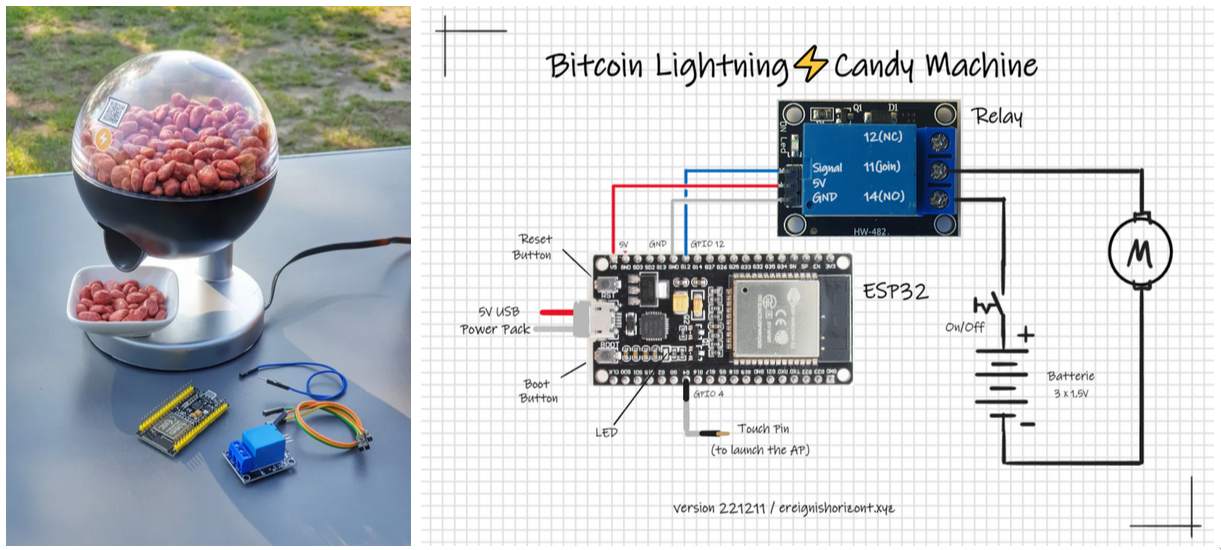 Bitcoin Lightning⚡Candy Machine
Relay
Q1
D1
12(NC)
Signal
11(join)
5V
GND
14(NO)
HW-482
Reset
Button
5V
GND
GPIO 12
ESP32
5V USB
Power Pack
On/Off
+
Batterie
3 x 1,5V
-
Boot
Button
GPIO 4
LED
Touch Pin
(to launch the AP)
M
version 221211 / ereignishorizont.xyz